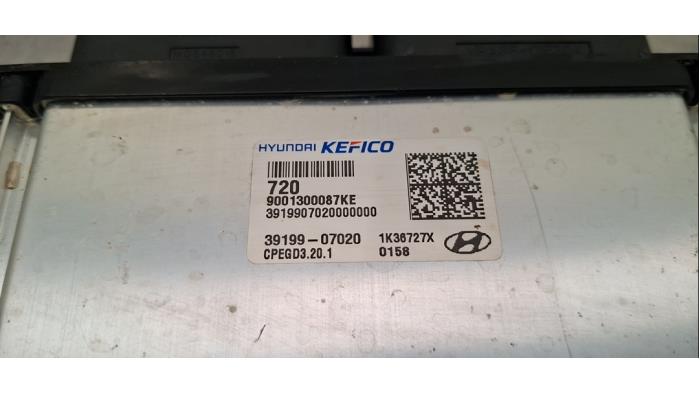 HYUNDAI KEFICO
720
9001300087KE
3919907020000000
39199-07020 1K36727X
CPEGD3.20.1 0158